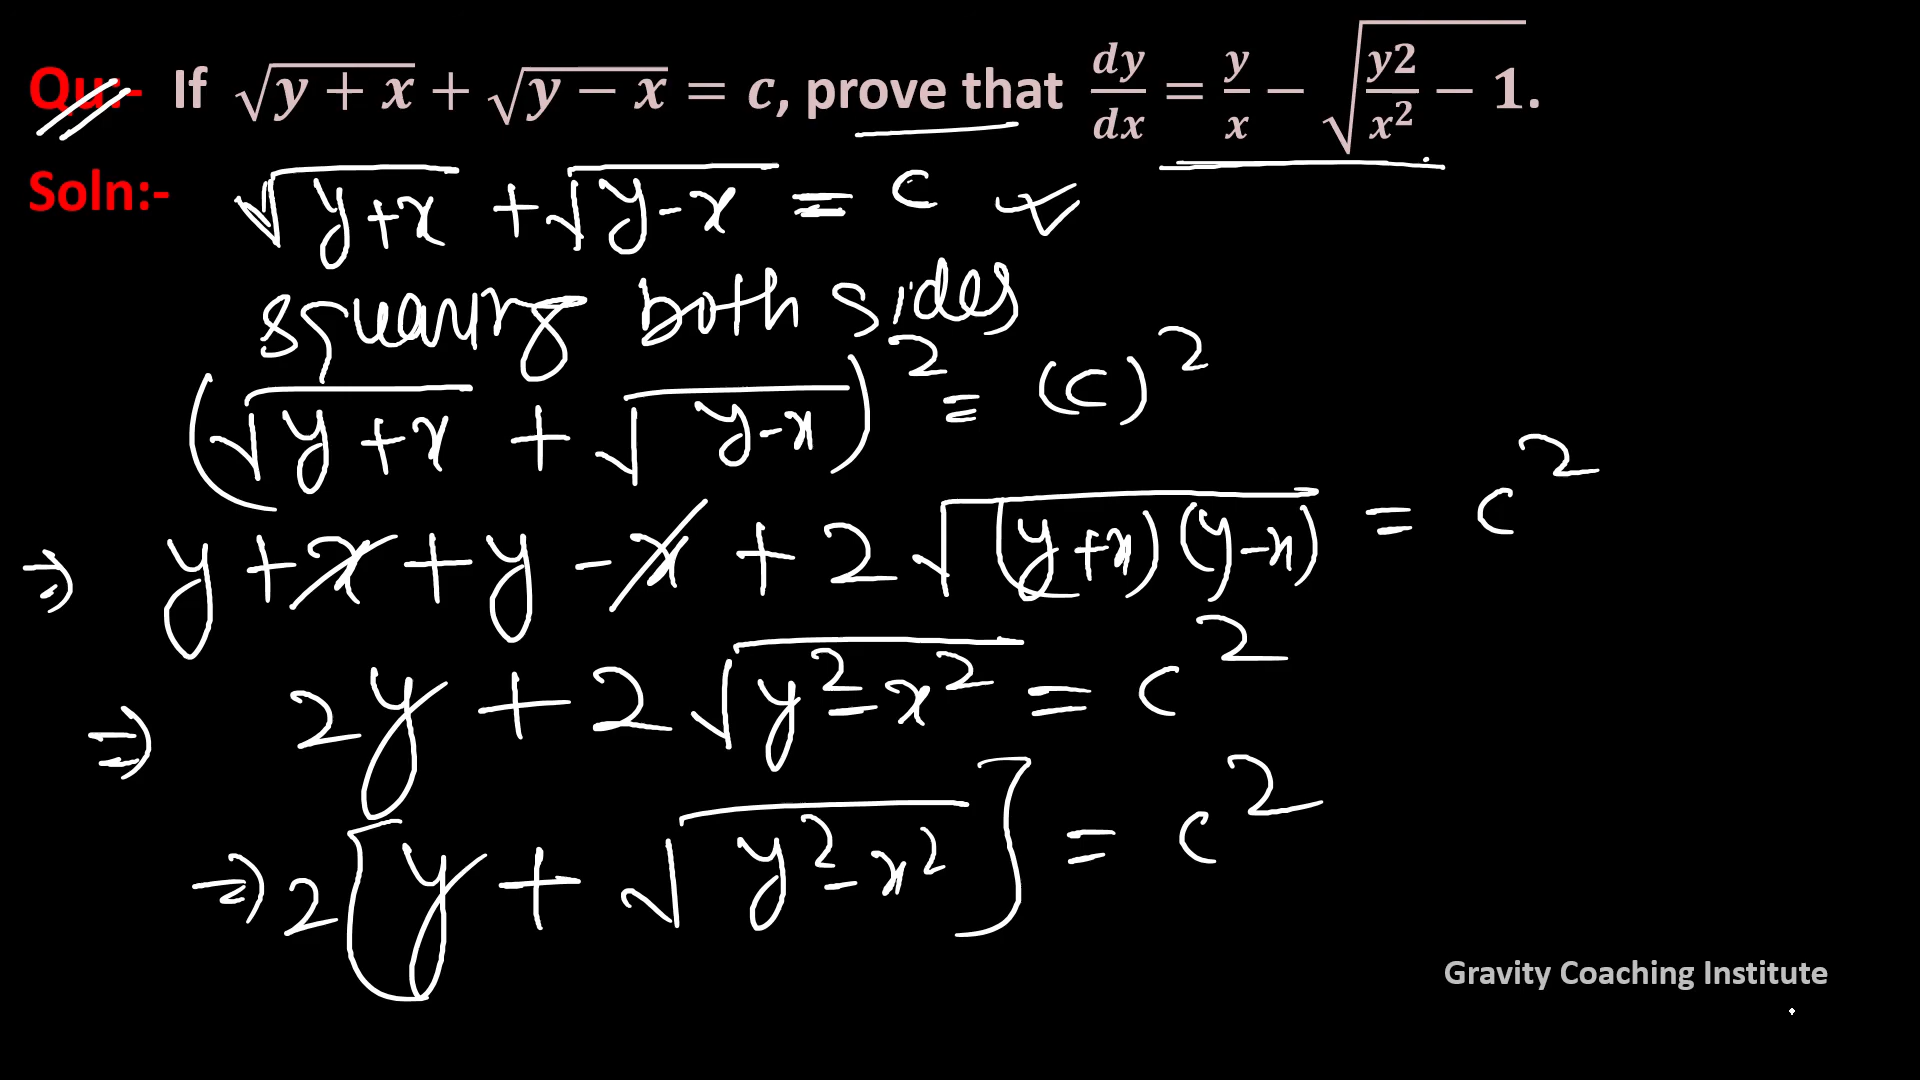 Qu:- If √(y + x) + √(y − x) = c, prove that dy/dx = y/x − √(y2/x² − 1).
Soln:- √(y+x) + √(y-x) = c
squaring both sides
(√(y+x) + √(y-x))² = (c)²
⇒ y + x + y - x + 2√((y+x)(y-x)) = c²
⇒ 2y + 2√(y²-x²) = c²
⇒ 2[y + √(y²-x²)] = c²
Gravity Coaching Institute